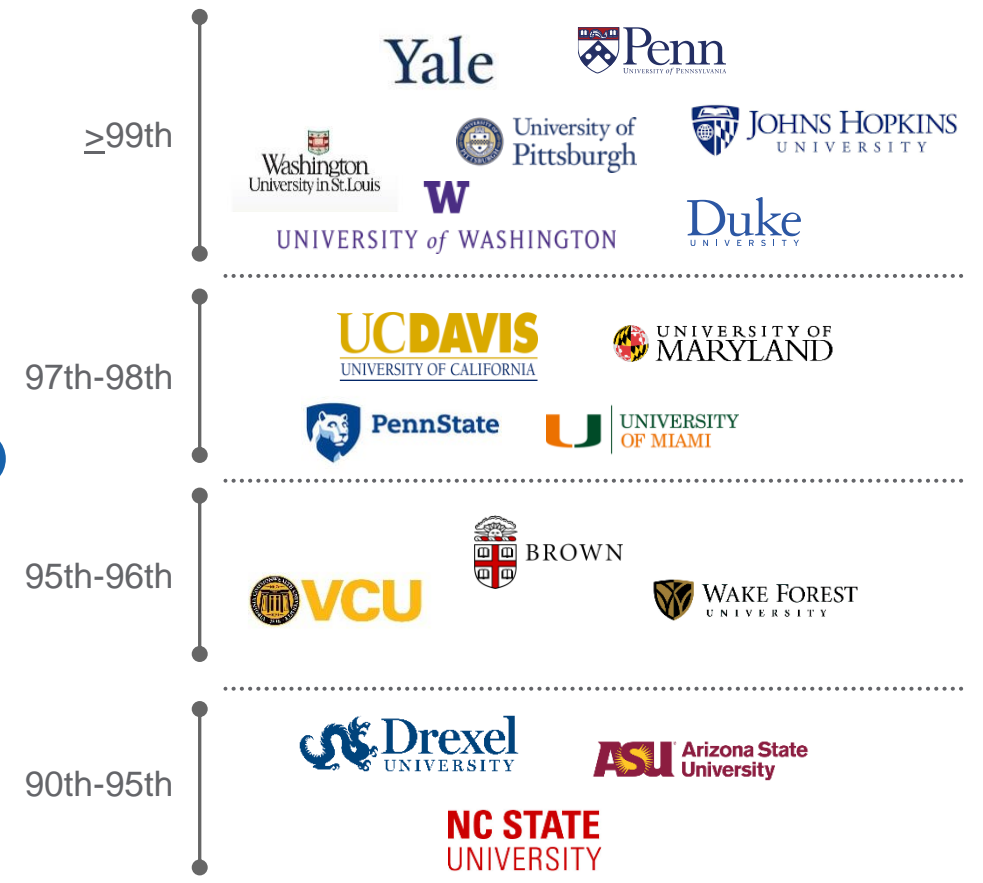 ≥99th
Yale
Penn
UNIVERSITY of PENNSYLVANIA
Washington
University in St.Louis
University of
Pittsburgh
JOHNS HOPKINS
UNIVERSITY
W
UNIVERSITY of WASHINGTON
Duke
UNIVERSITY
97th-98th
UCDAVIS
UNIVERSITY OF CALIFORNIA
UNIVERSITY OF
MARYLAND
PennState
UNIVERSITY
OF MIAMI
95th-96th
BROWN
VCU
WAKE FOREST
UNIVERSITY
90th-95th
Drexel
UNIVERSITY
ASU
Arizona State
University
NC STATE
UNIVERSITY